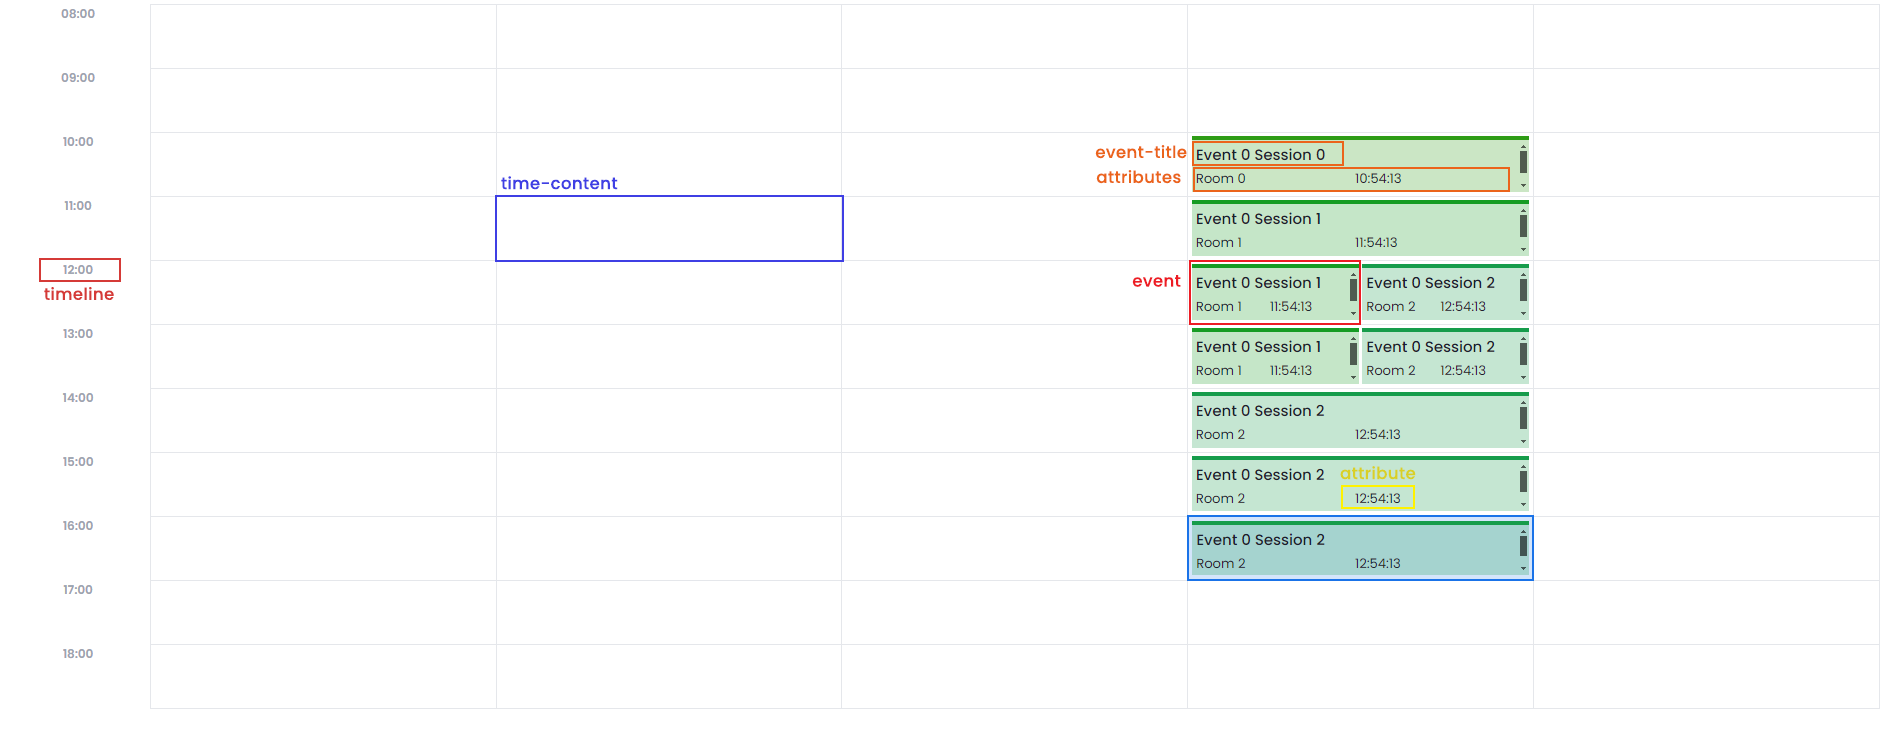 08:00
09:00
10:00
event-title Event 0 Session 0
attributes Room 0 10:54:13
time-content
11:00
Event 0 Session 1
Room 1 11:54:13
12:00
timeline
event
Event 0 Session 1 Event 0 Session 2
Room 1 11:54:13 Room 2 12:54:13
13:00
Event 0 Session 1 Event 0 Session 2
Room 1 11:54:13 Room 2 12:54:13
14:00
Event 0 Session 2
Room 2 12:54:13
15:00
Event 0 Session 2 attribute
Room 2 12:54:13
16:00
Event 0 Session 2
Room 2 12:54:13
17:00
18:00